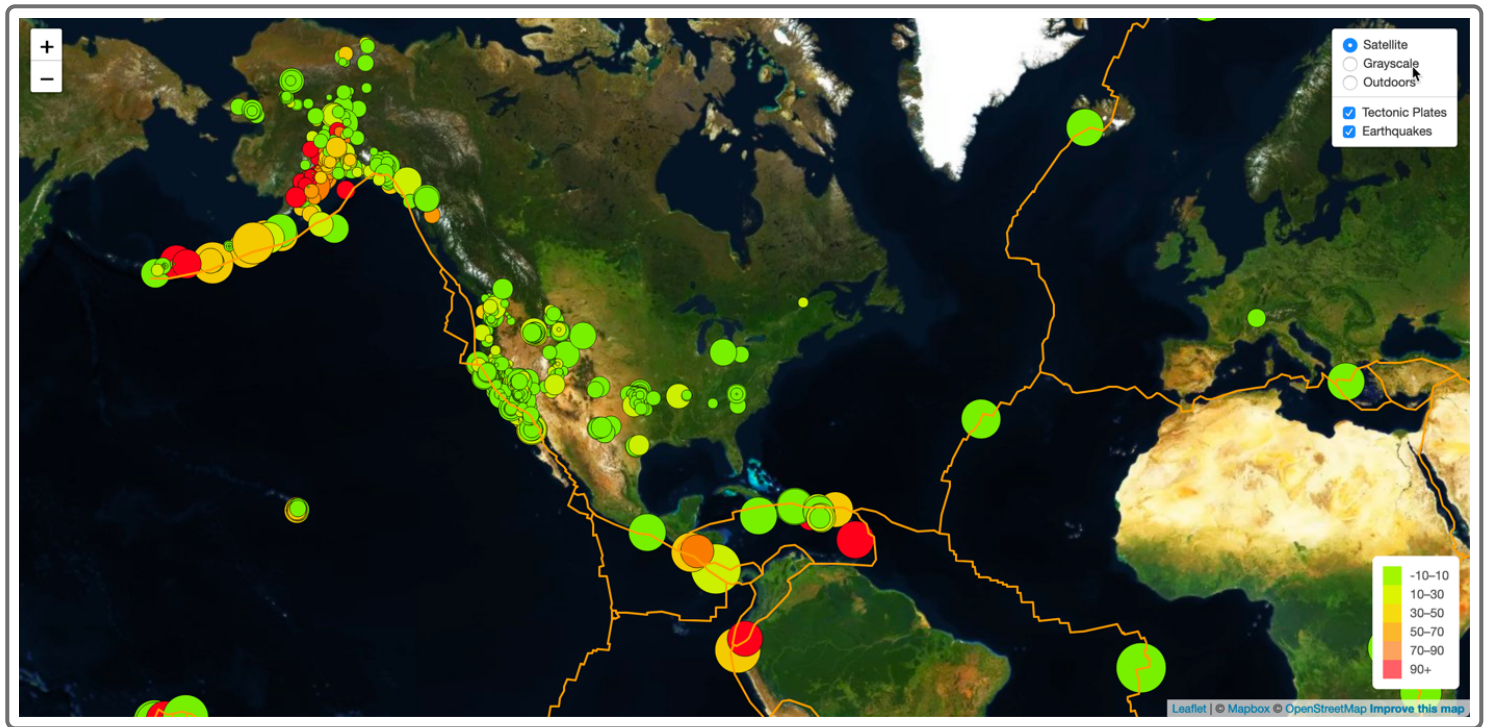 +
−
Satellite
Grayscale
Outdoors
Tectonic Plates
Earthquakes
-10–10
10–30
30–50
50–70
70–90
90+
Leaflet | © Mapbox © OpenStreetMap Improve this map